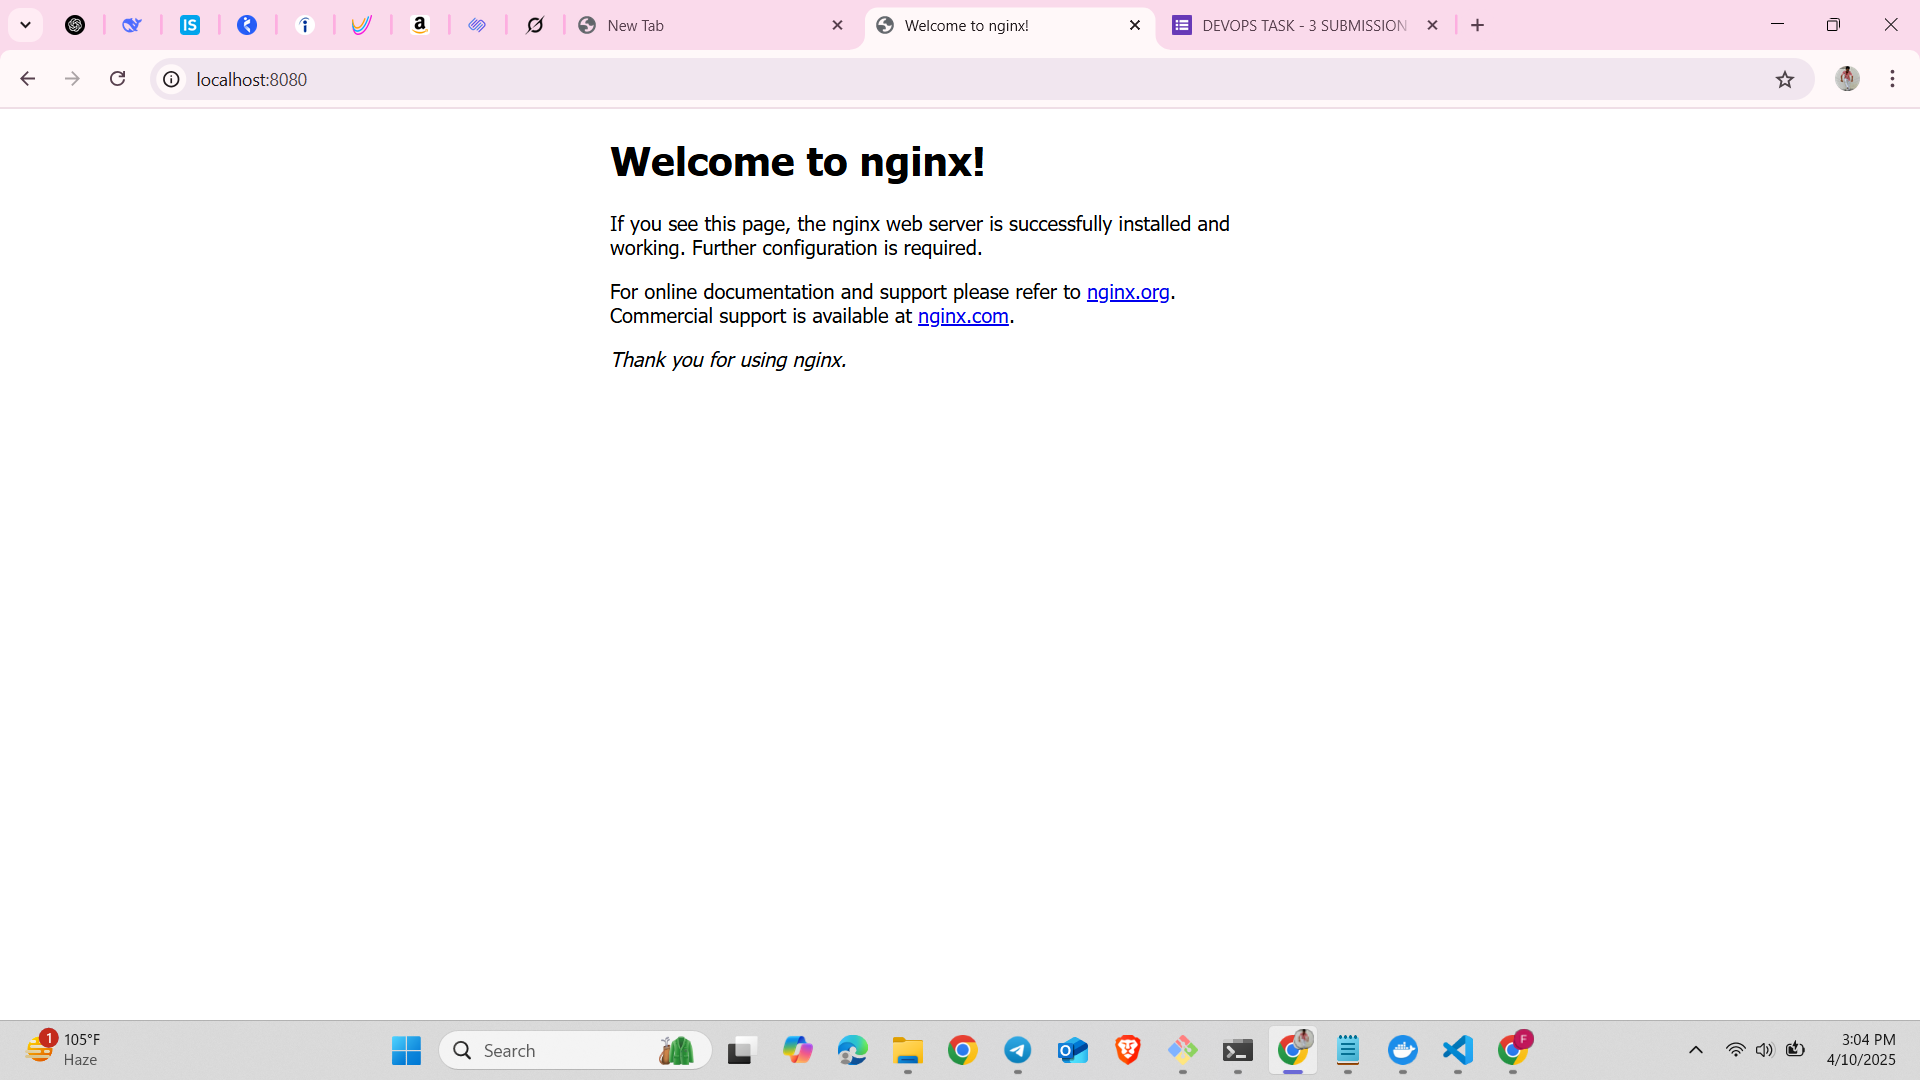 IS
a
New Tab
Welcome to nginx!
DEVOPS TASK - 3 SUBMISSION
localhost:8080
Welcome to nginx!
If you see this page, the nginx web server is successfully installed and
working. Further configuration is required.
For online documentation and support please refer to nginx.org.
Commercial support is available at nginx.com.
Thank you for using nginx.
1
105°F
Haze
Search
F
3:04 PM
4/10/2025